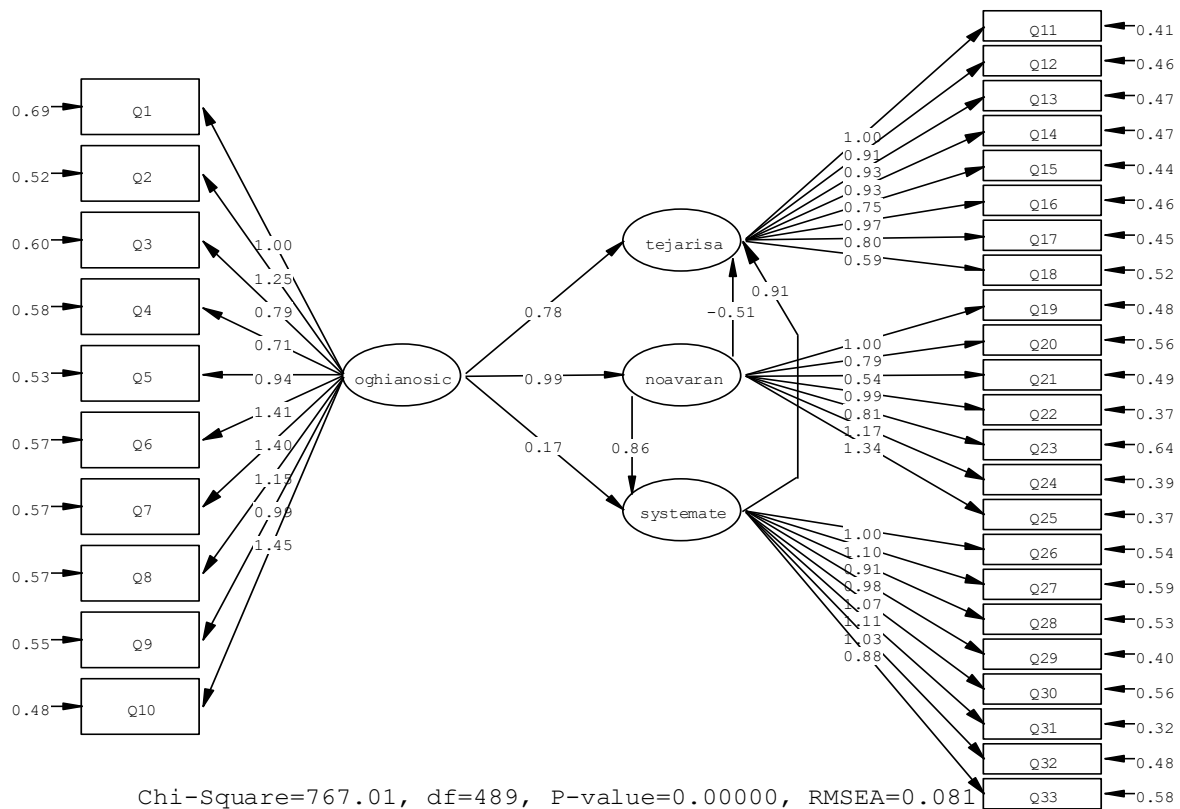 0.69 Q1
0.52 Q2
0.60 Q3
0.58 Q4
0.53 Q5
0.57 Q6
0.57 Q7
0.57 Q8
0.55 Q9
0.48 Q10
1.00
1.25
0.79
0.71
0.94
1.41
1.40
1.15
0.99
1.45
oghianosic
0.78
0.99
0.17
tejarisa
noavaran
systemate
-0.51
0.86
0.91
1.00
0.91
0.93
0.93
0.75
0.97
0.80
0.59
1.00
0.79
0.54
0.99
0.81
1.17
1.34
1.00
1.10
0.91
0.98
1.07
1.11
1.03
0.88
Q11 0.41
Q12 0.46
Q13 0.47
Q14 0.47
Q15 0.44
Q16 0.46
Q17 0.45
Q18 0.52
Q19 0.48
Q20 0.56
Q21 0.49
Q22 0.37
Q23 0.64
Q24 0.39
Q25 0.37
Q26 0.54
Q27 0.59
Q28 0.53
Q29 0.40
Q30 0.56
Q31 0.32
Q32 0.48
Q33 0.58
Chi-Square=767.01, df=489, P-value=0.00000, RMSEA=0.081